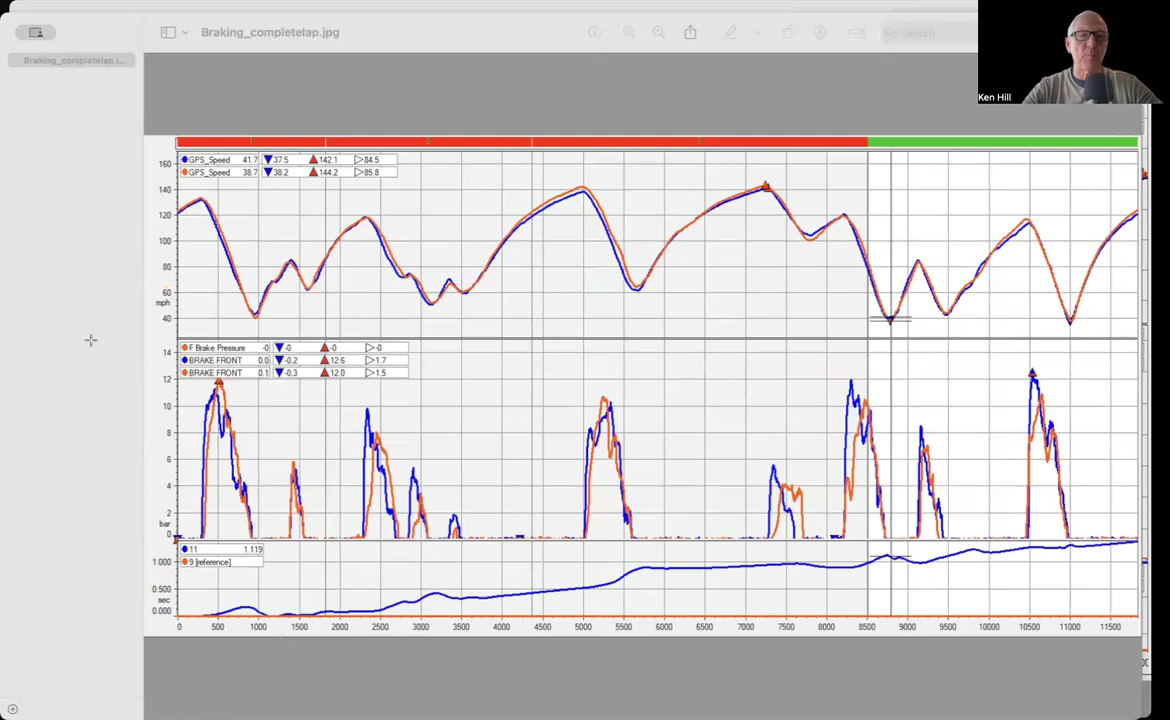 Braking_completelap.jpg
Search
Braking_completelap.j...
Ken Hill
GPS_Speed 41.7 37.5 142.1 84.5
GPS_Speed 38.7 38.2 144.2 85.8
160
140
120
100
80
60
mph
40
F Brake Pressure -0 -0 -0 -0
BRAKE FRONT 0.0 -0.2 12.6 1.7
BRAKE FRONT 0.1 -0.3 12.0 1.5
14
12
10
8
6
4
2
bar
0
11 1.119
9 [reference]
1.000
0.500
sec
0.000
0 500 1000 1500 2000 2500 3000 3500 4000 4500 5000 5500 6000 6500 7000 7500 8000 8500 9000 9500 10000 10500 11000 11500